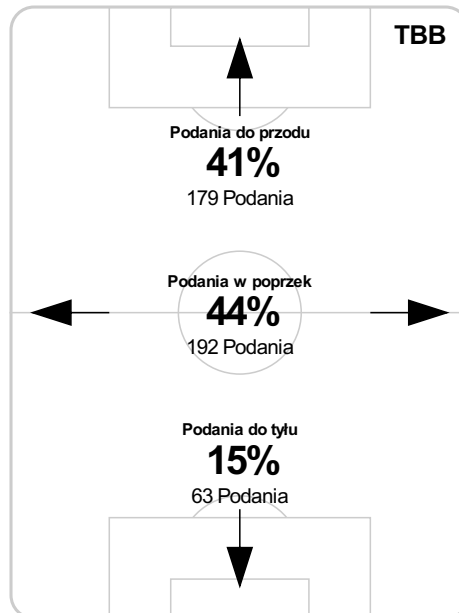 TBB
Podania do przodu
41%
179 Podania
Podania w poprzek
44%
192 Podania
Podania do tyłu
15%
63 Podania